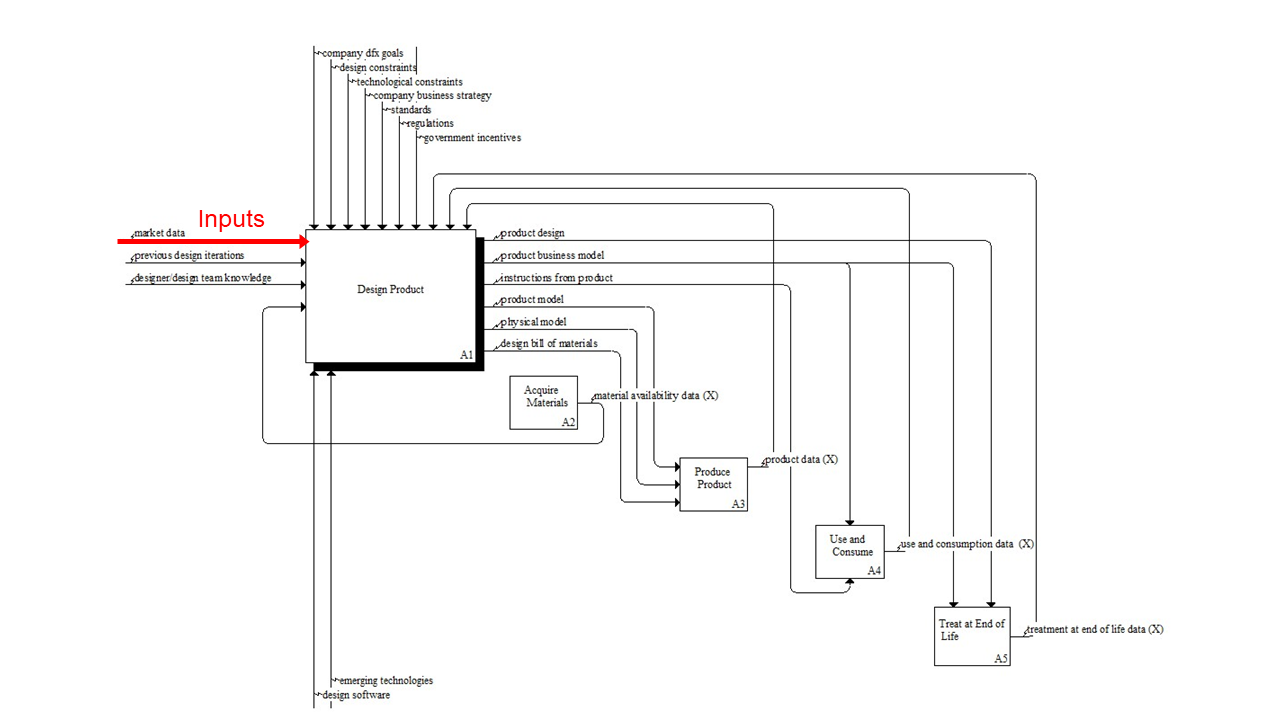 company dfx goals
design constraints
technological constraints
company business strategy
standards
regulations
government incentives
Inputs
market data
previous design iterations
designer/design team knowledge
Design Product
A1
product design
product business model
instructions from product
product model
physical model
design bill of materials
Acquire
Materials
A2
material availability data (X)
Produce
Product
A3
product data (X)
Use and
Consume
A4
use and consumption data (X)
Treat at End of
Life
A5
treatment at end of life data (X)
emerging technologies
design software